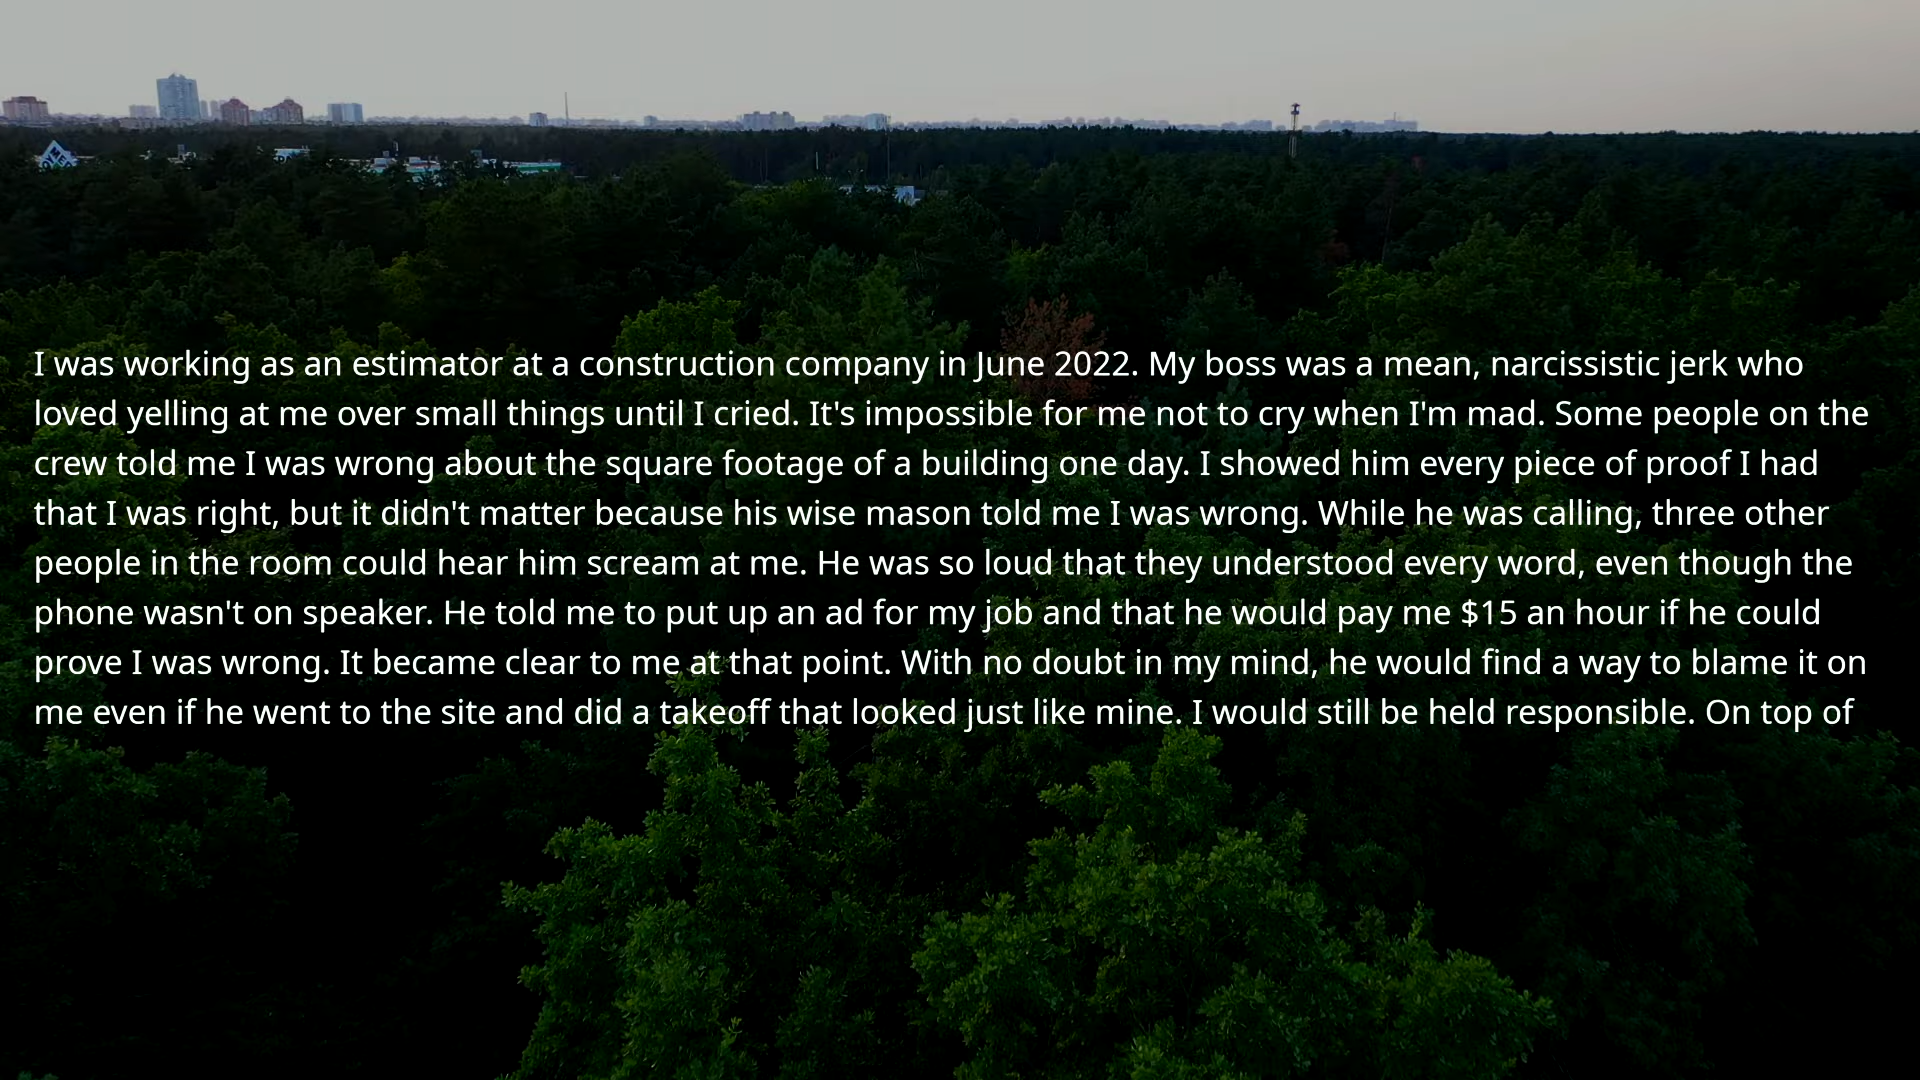 I was working as an estimator at a construction company in June 2022. My boss was a mean, narcissistic jerk who
loved yelling at me over small things until I cried. It's impossible for me not to cry when I'm mad. Some people on the
crew told me I was wrong about the square footage of a building one day. I showed him every piece of proof I had
that I was right, but it didn't matter because his wise mason told me I was wrong. While he was calling, three other
people in the room could hear him scream at me. He was so loud that they understood every word, even though the
phone wasn't on speaker. He told me to put up an ad for my job and that he would pay me $15 an hour if he could
prove I was wrong. It became clear to me at that point. With no doubt in my mind, he would find a way to blame it on
me even if he went to the site and did a takeoff that looked just like mine. I would still be held responsible. On top of